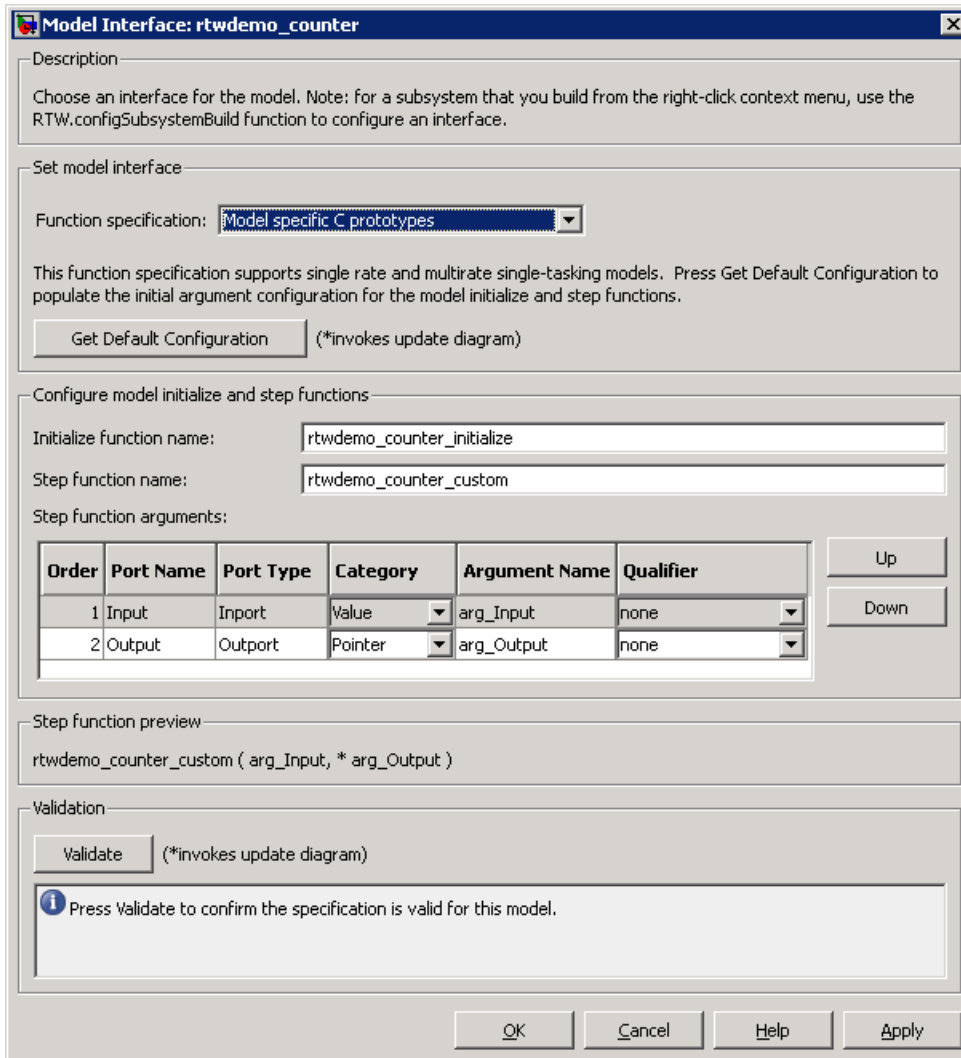 Model Interface: rtwdemo_counter
Description
Choose an interface for the model. Note: for a subsystem that you build from the right-click context menu, use the
RTW.configSubsystemBuild function to configure an interface.
Set model interface
Function specification: Model specific C prototypes
This function specification supports single rate and multirate single-tasking models. Press Get Default Configuration to
populate the initial argument configuration for the model initialize and step functions.
Get Default Configuration (*invokes update diagram)
Configure model initialize and step functions
Initialize function name: rtwdemo_counter_initialize
Step function name: rtwdemo_counter_custom
Step function arguments:
Order Port Name Port Type Category Argument Name Qualifier
1 Input Inport Value arg_Input none
2 Output Outport Pointer arg_Output none
Up
Down
Step function preview
rtwdemo_counter_custom ( arg_Input, * arg_Output )
Validation
Validate (*invokes update diagram)
Press Validate to confirm the specification is valid for this model.
OK Cancel Help Apply